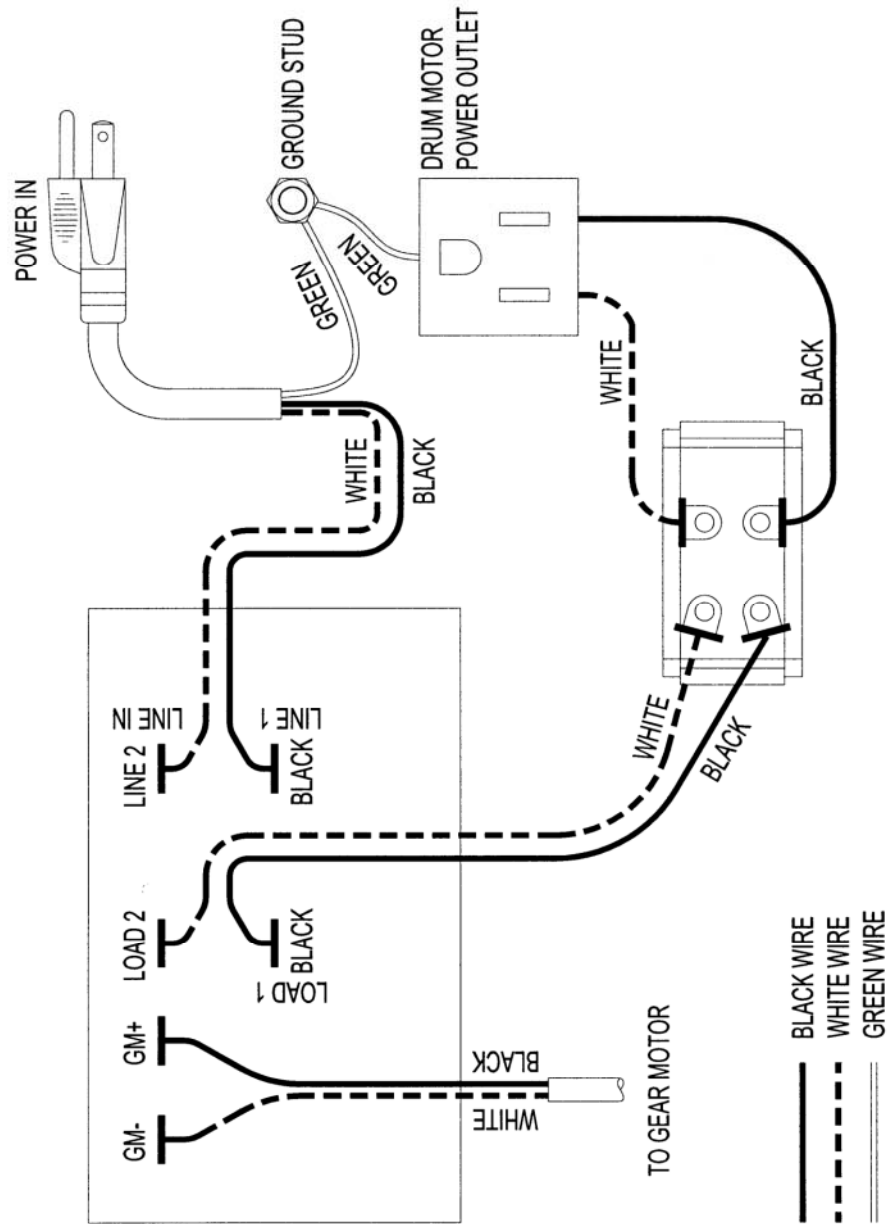 POWER IN
GROUND STUD
DRUM MOTOR
POWER OUTLET
GREEN
GREEN
WHITE
BLACK
WHITE
BLACK
LINE IN
LINE 2
LINE 1
BLACK
LOAD 2
BLACK
LOAD 1
GM+
GM-
BLACK
WHITE
TO GEAR MOTOR
WHITE
BLACK
BLACK WIRE
WHITE WIRE
GREEN WIRE